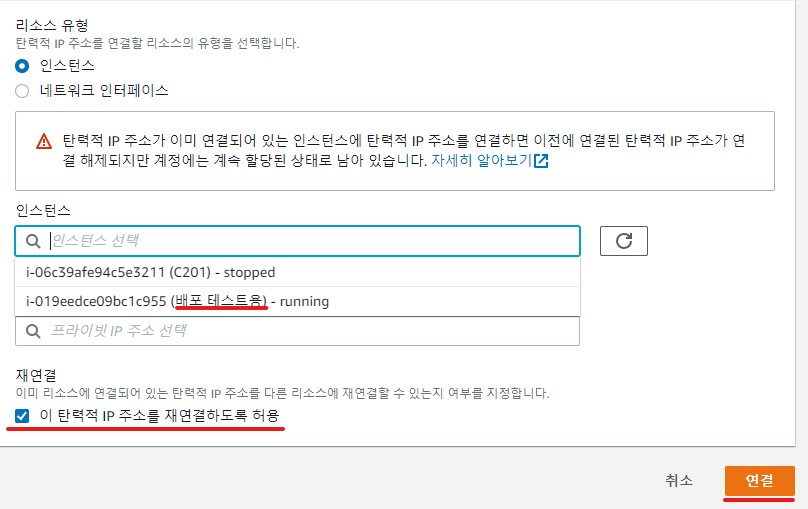 리소스 유형
탄력적 IP 주소를 연결할 리소스의 유형을 선택합니다.
인스턴스
네트워크 인터페이스
탄력적 IP 주소가 이미 연결되어 있는 인스턴스에 탄력적 IP 주소를 연결하면 이전에 연결된 탄력적 IP 주소가 연
결 해제되지만 계정에는 계속 할당된 상태로 남아 있습니다. 자세히 알아보기
인스턴스
인스턴스 선택
i-06c39afe94c5e3211 (C201) - stopped
i-019eedce09bc1c955 (배포 테스트용) - running
프라이빗 IP 주소 선택
재연결
이미 리소스에 연결되어 있는 탄력적 IP 주소를 다른 리소스에 재연결할 수 있는지 여부를 지정합니다.
이 탄력적 IP 주소를 재연결하도록 허용
취소
연결